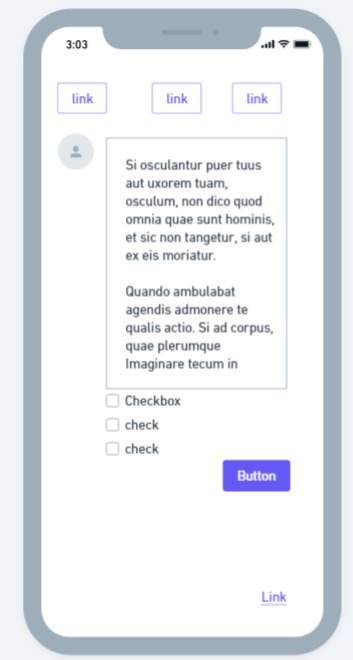 3:03
link link link
Si osculantur puer tuus
aut uxorem tuam,
osculum, non dico quod
omnia quae sunt hominis,
et sic non tangetur, si aut
ex eis moriatur.
Quando ambulabat
agendis admonere te
qualis actio. Si ad corpus,
quae plerumque
Imaginare tecum in
Checkbox
check
check
Button
Link